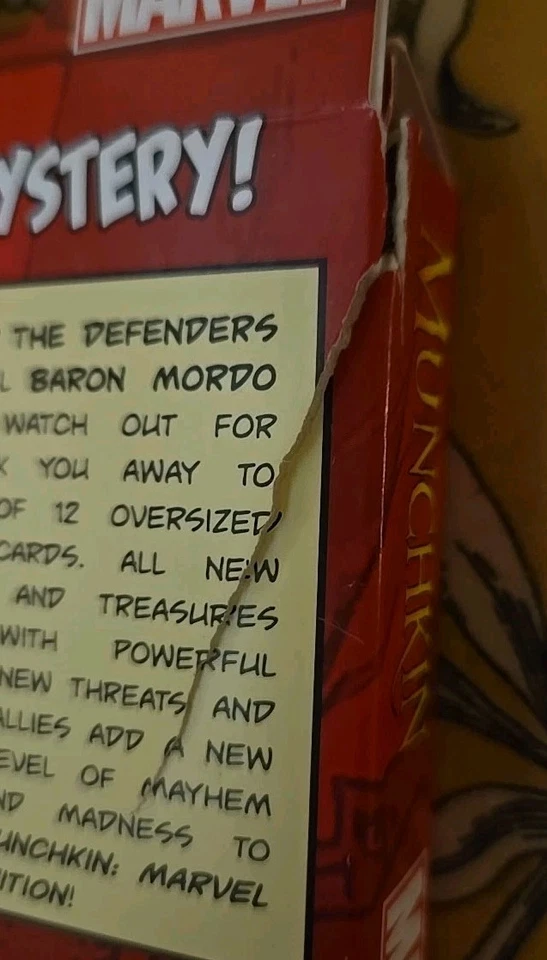 MARVEL
YSTERY!
THE DEFENDERS
L BARON MORDO
WATCH OUT FOR
K YOU AWAY TO
OF 12 OVERSIZED
CARDS. ALL NEW
AND TREASURES
WITH POWERFUL
NEW THREATS AND
ALLIES ADD A NEW
EVEL OF MAYHEM
ND MADNESS TO
UNCHKIN: MARVEL
ITION!
MUNCHKIN
M